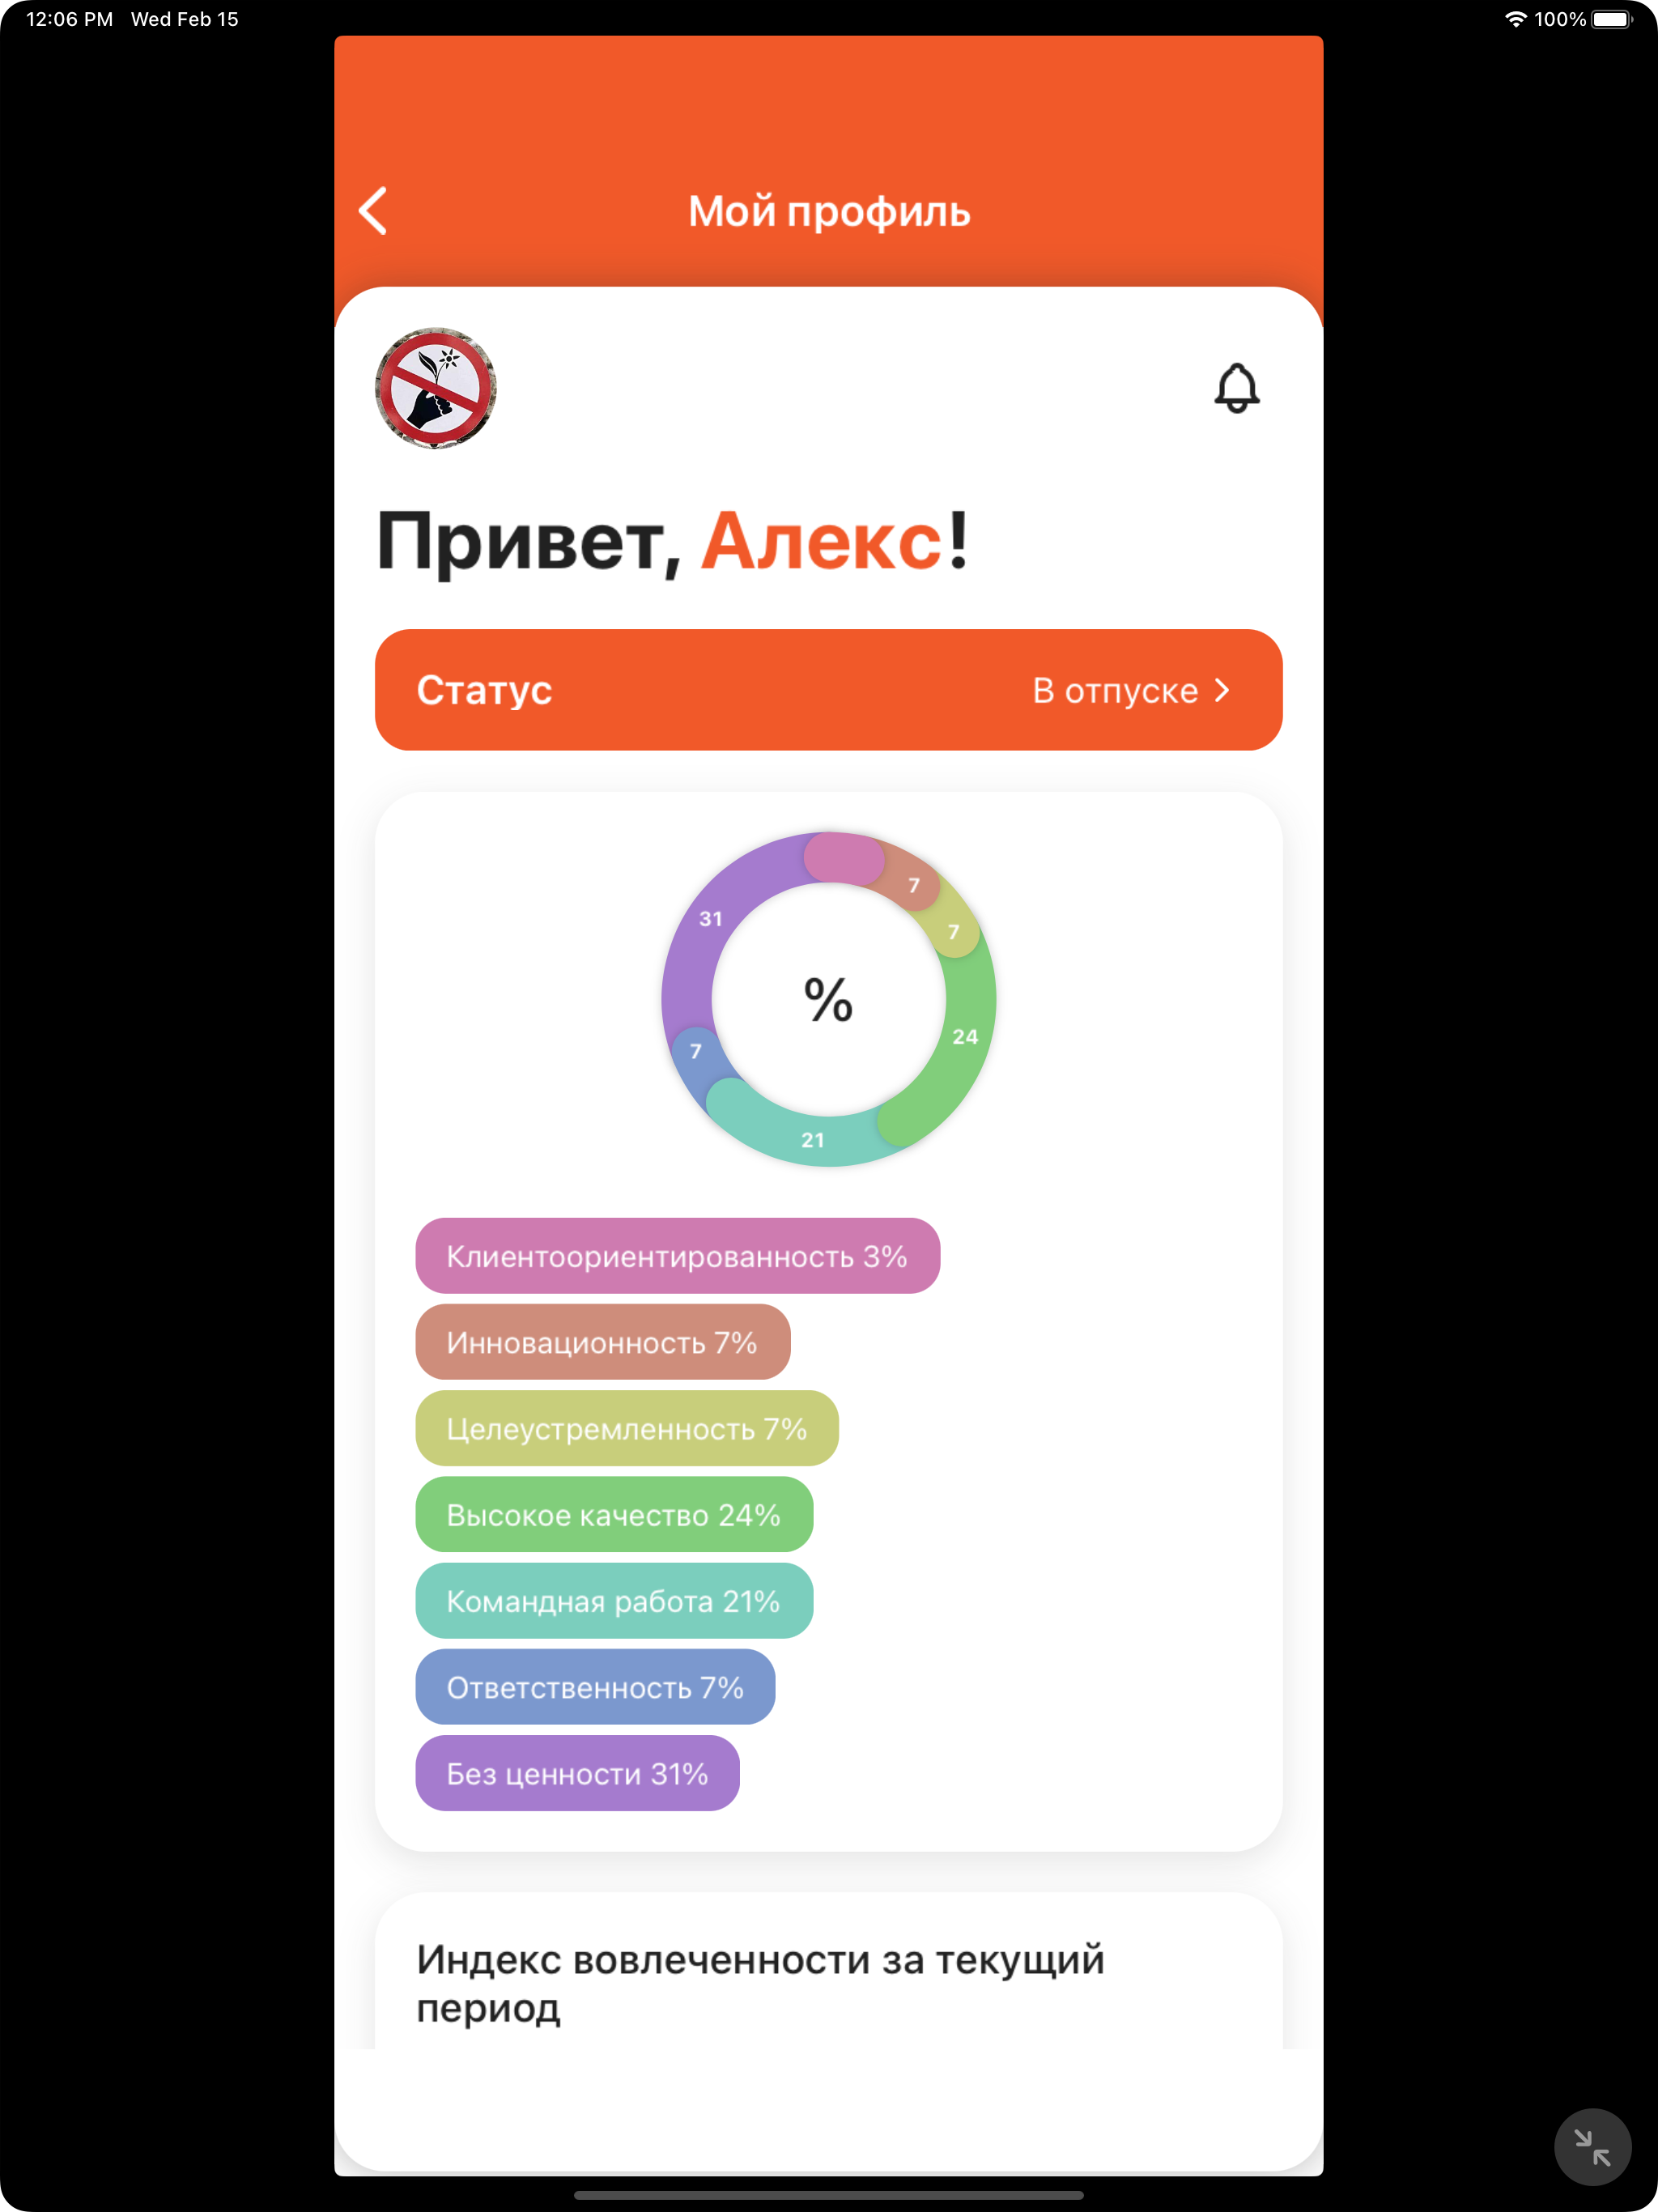 12:06 PM Wed Feb 15 100%
Мой профиль
Привет, Алекс!
Статус В отпуске
7
7
31
%
24
7
21
Клиентоориентированность 3%
Инновационность 7%
Целеустремленность 7%
Высокое качество 24%
Командная работа 21%
Ответственность 7%
Без ценности 31%
Индекс вовлеченности за текущий
период